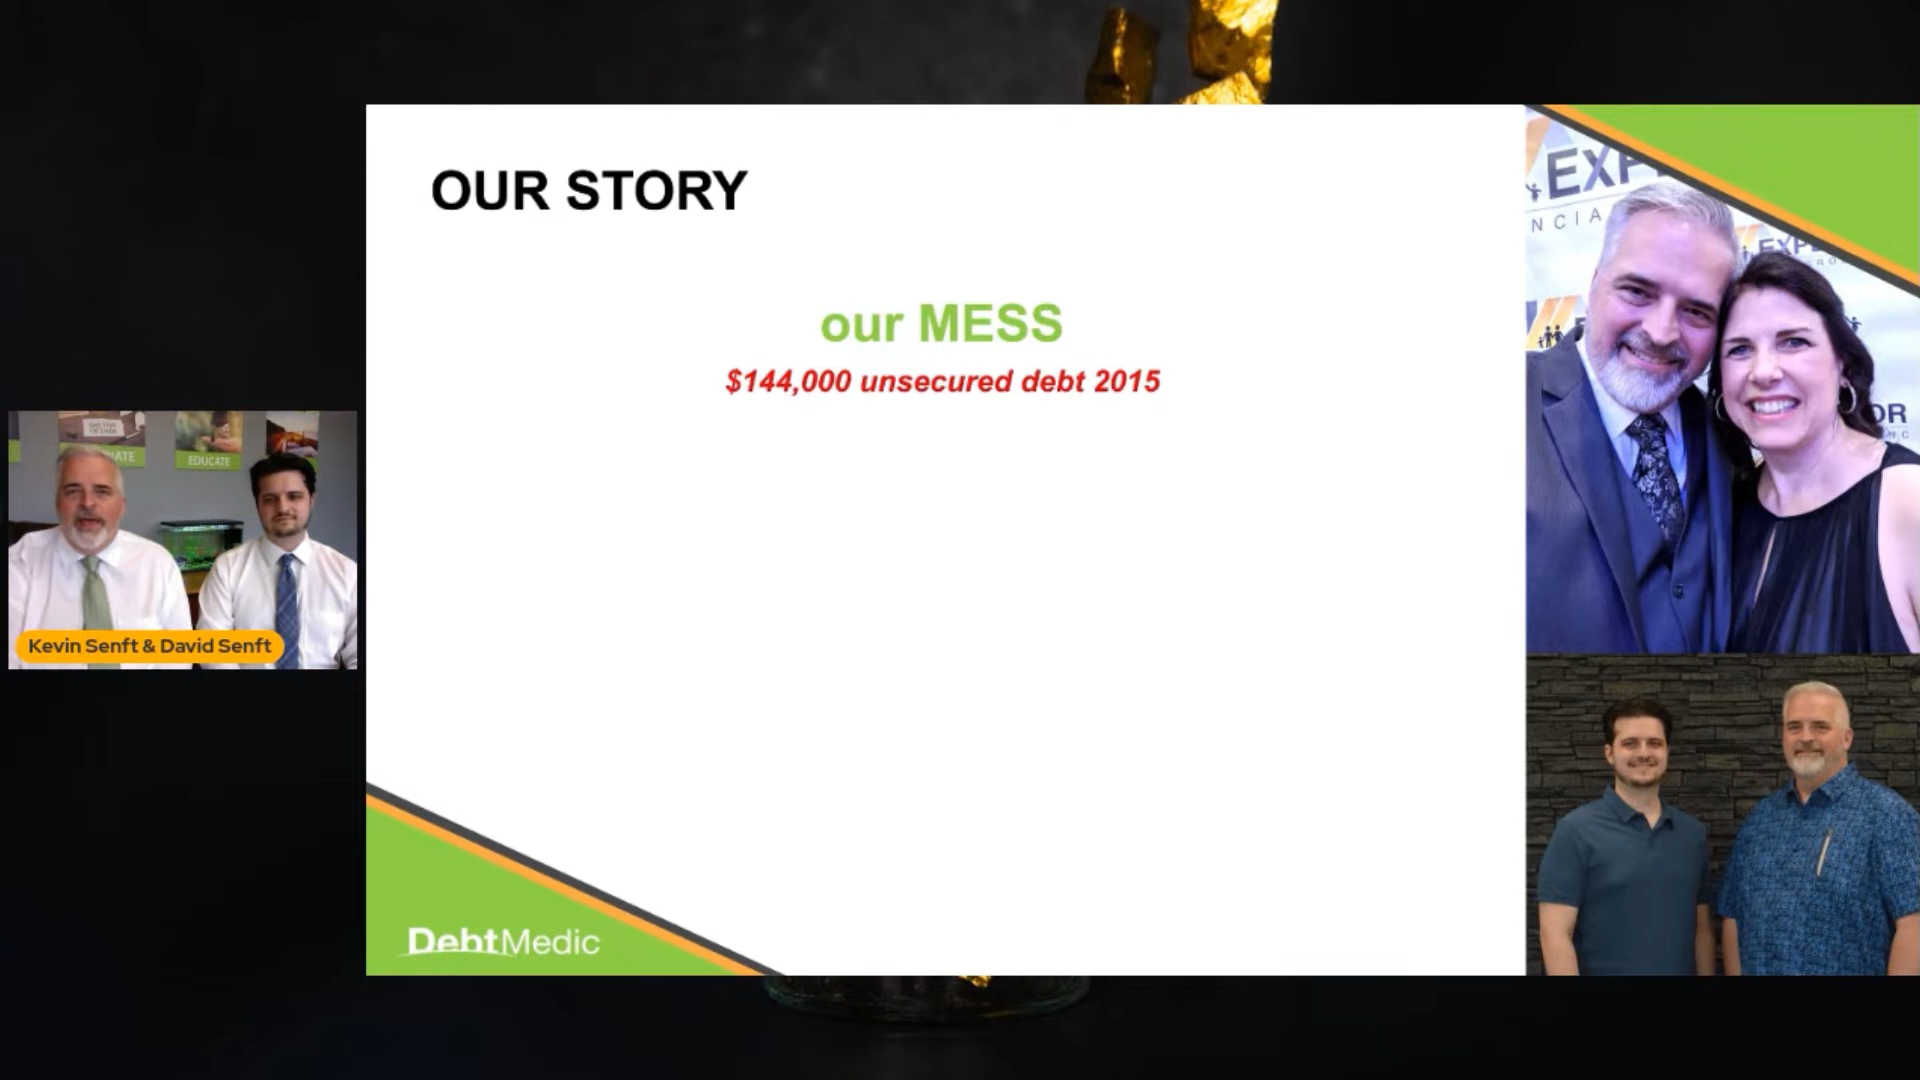 OUR STORY
our MESS
$144,000 unsecured debt 2015
EDUCATE
Kevin Senft & David Senft
DebtMedic